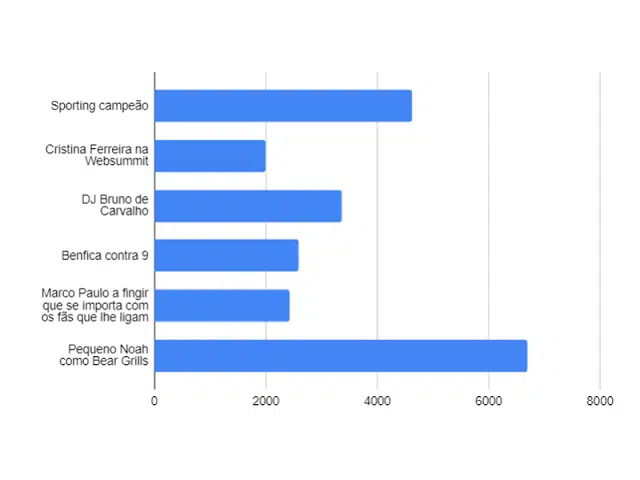 Sporting campeão
Cristina Ferreira na
Websummit
DJ Bruno de
Carvalho
Benfica contra 9
Marco Paulo a fingir
que se importa com
os fãs que lhe ligam
Pequeno Noah
como Bear Grills
0 2000 4000 6000 8000